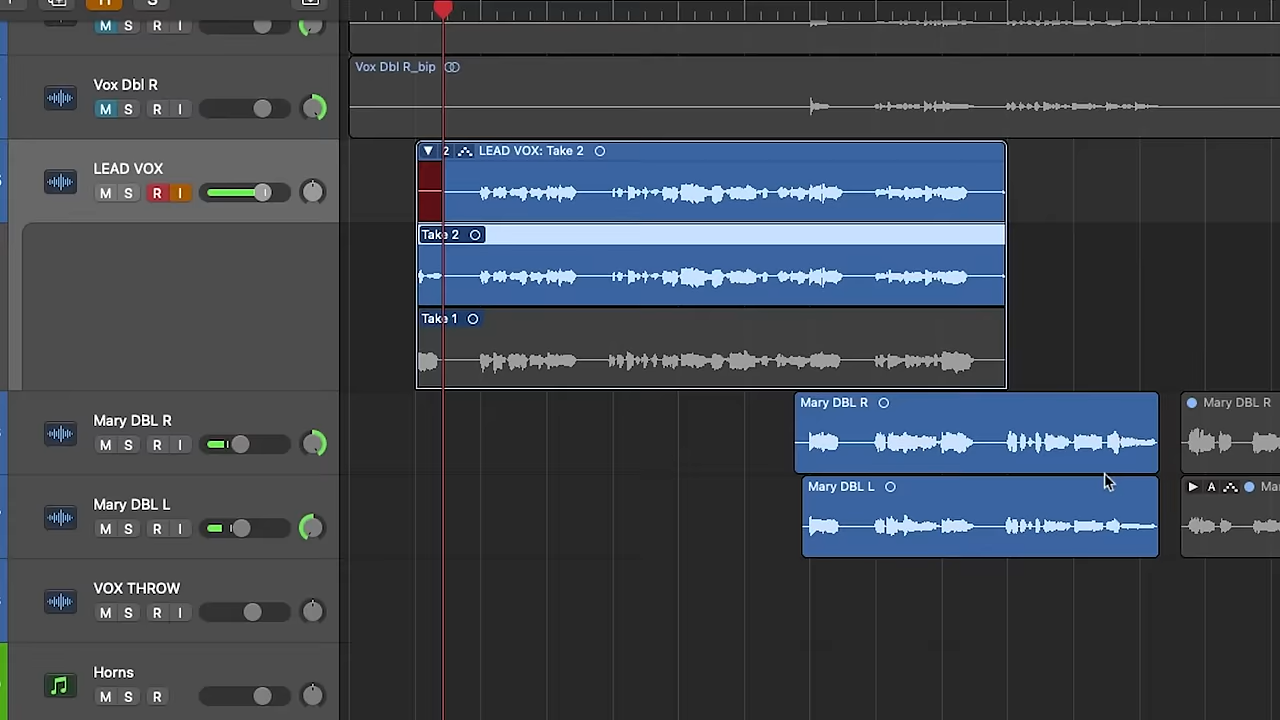 S
M S R I
Vox Dbl R
M S R I
Vox Dbl R_bip
LEAD VOX
M S R I
2 LEAD VOX: Take 2
Take 2
Take 1
Mary DBL R
M S R I
Mary DBL R
Mary DBL R
Mary DBL L
M S R I
Mary DBL L
A Ma
VOX THROW
M S R I
Horns
M S R